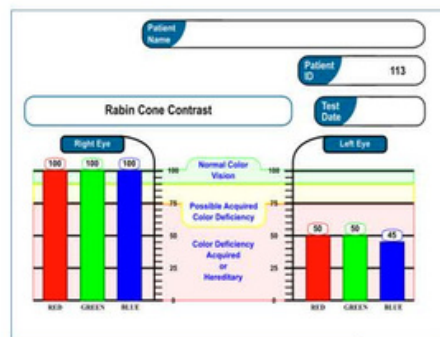 Patient
Name
Patient
ID
113
Rabin Cone Contrast
Test
Date
Right Eye
Left Eye
100 100 100
100
75
50
25
0
Normal Color
Vision
Possible Acquired
Color Deficiency
Color Deficiency
Acquired
or
Hereditary
100
75
50
25
0
50 50 45
RED GREEN BLUE
RED GREEN BLUE